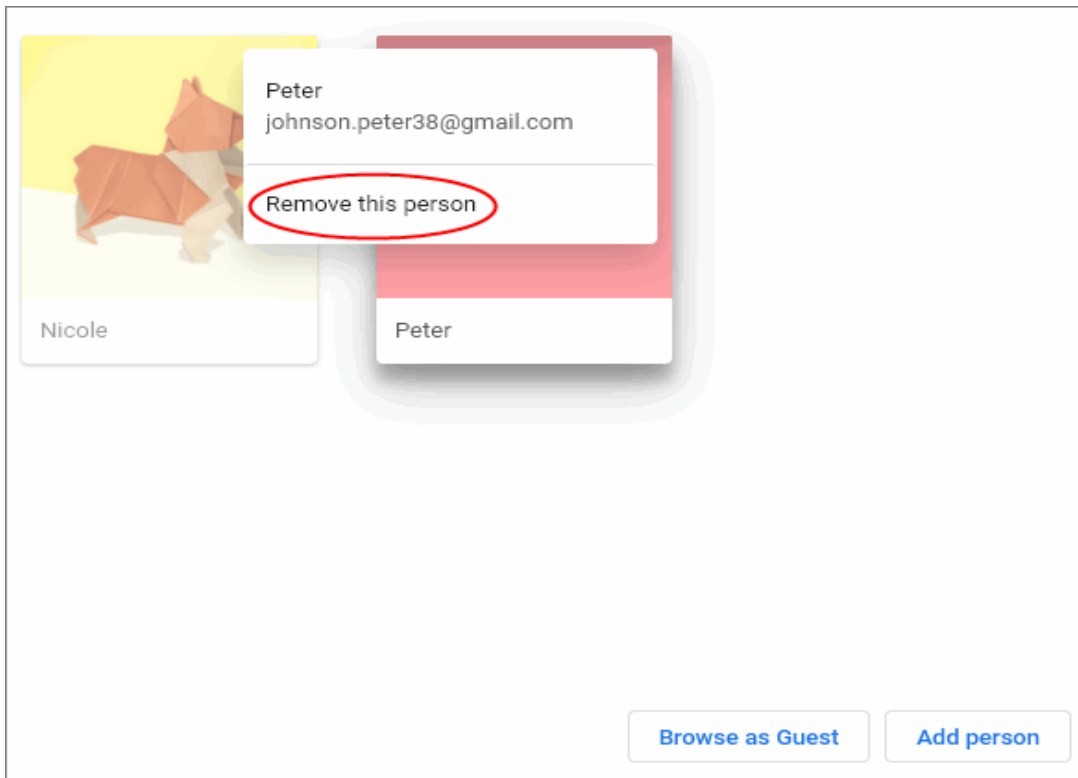 Peter
johnson.peter38@gmail.com
Remove this person
Nicole
Peter
Browse as Guest
Add person